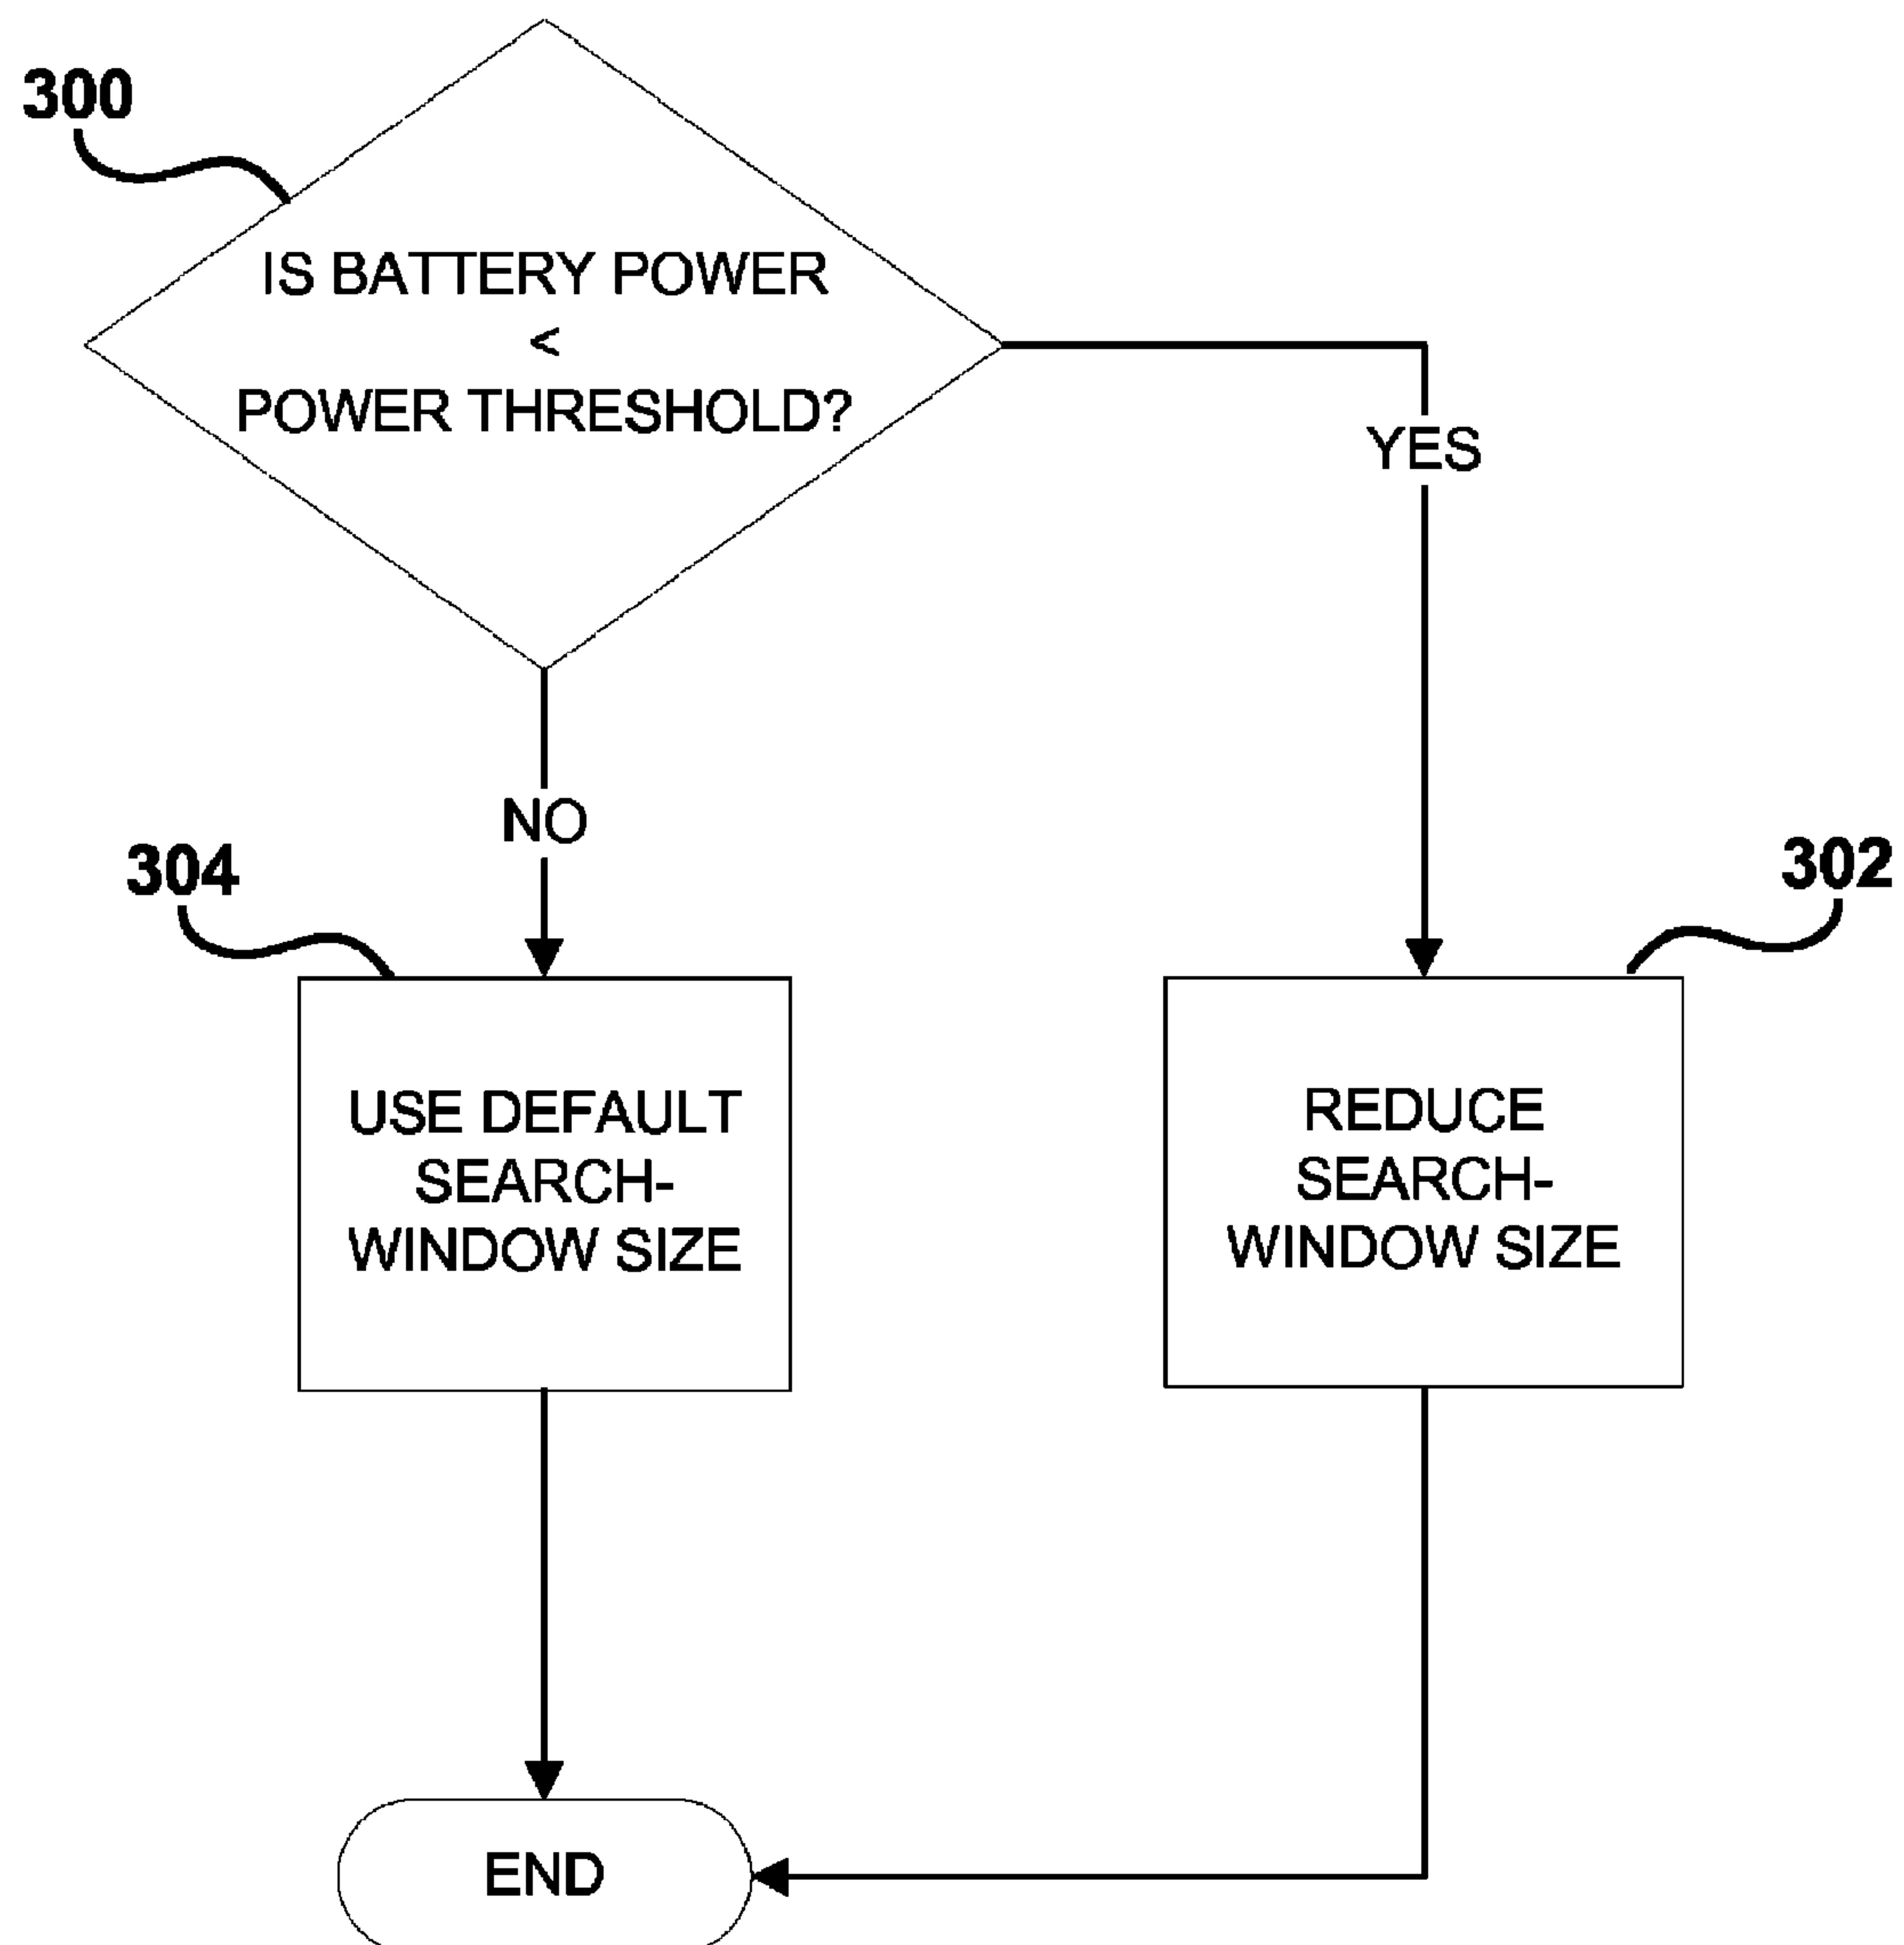 300
IS BATTERY POWER
<
POWER THRESHOLD?
YES
NO
304
302
USE DEFAULT
SEARCH-
WINDOW SIZE
REDUCE
SEARCH-
WINDOW SIZE
END